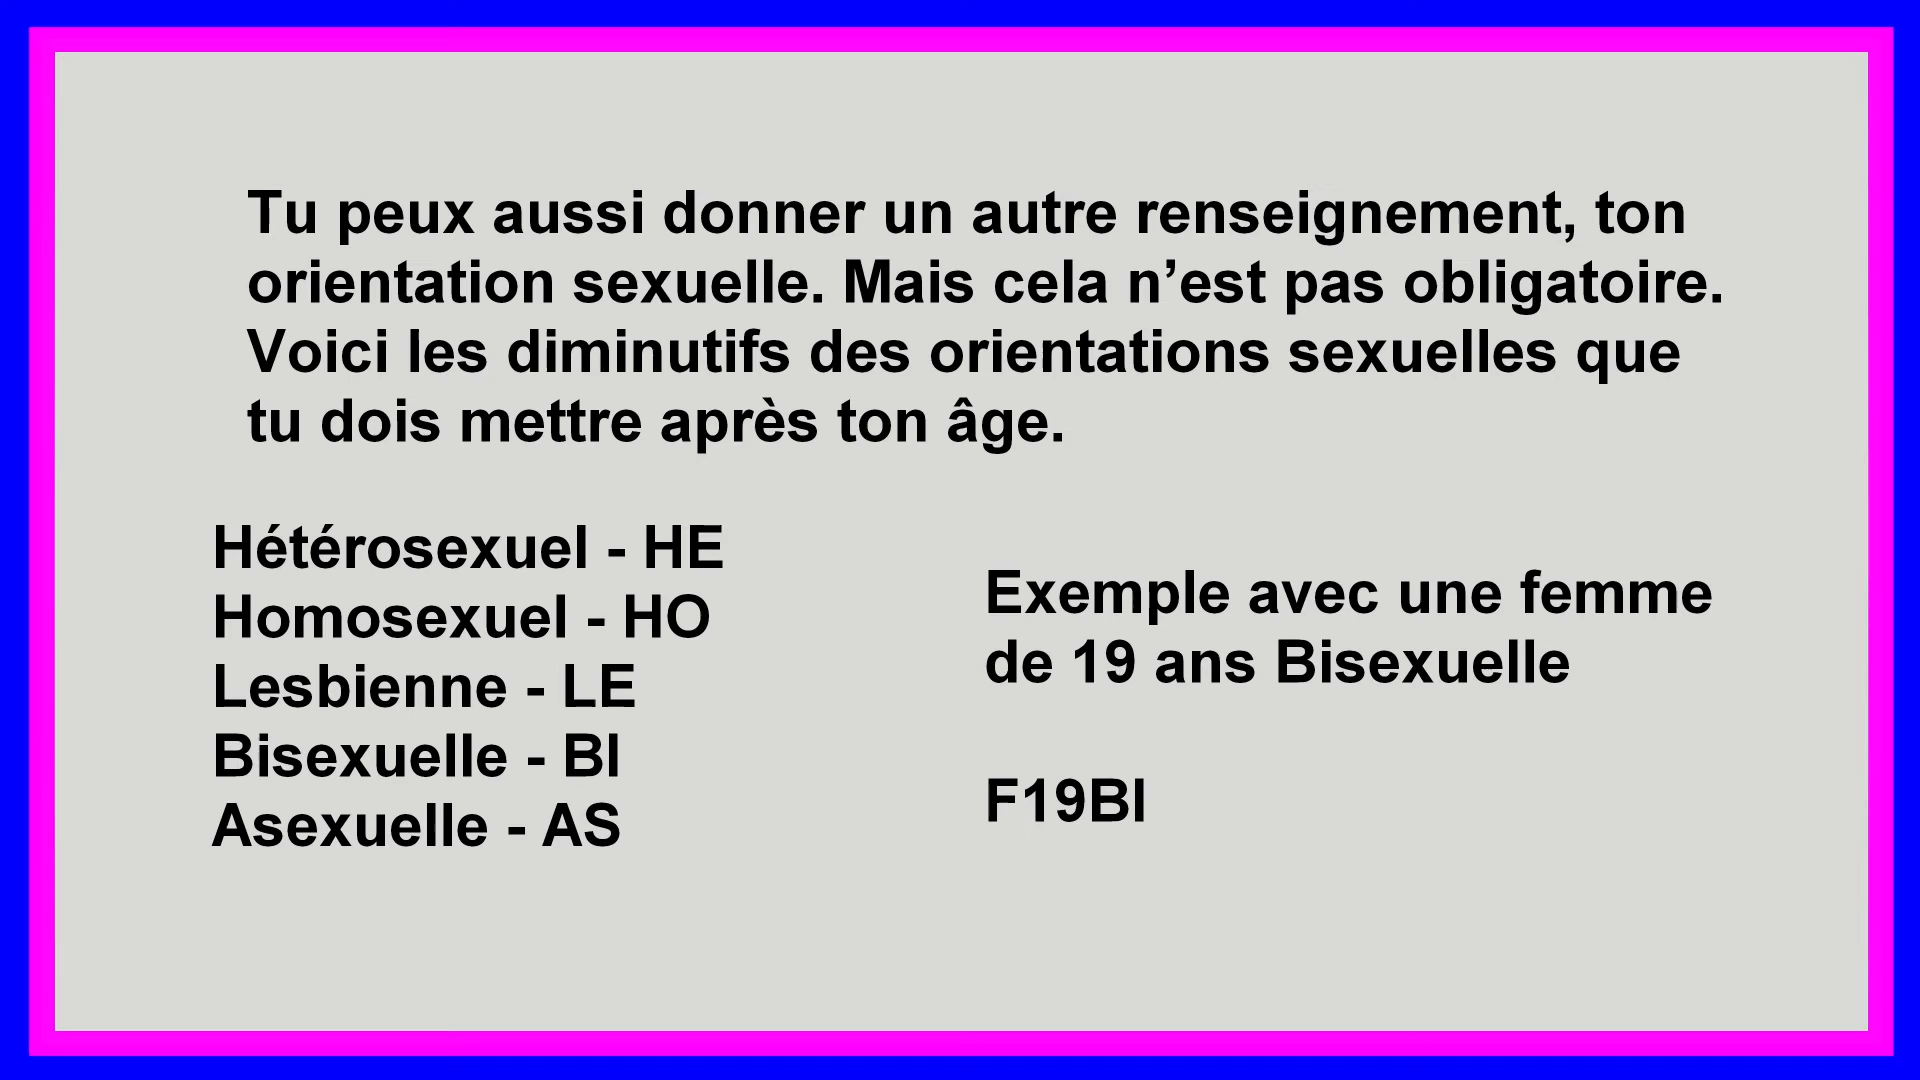 Tu peux aussi donner un autre renseignement, ton
orientation sexuelle. Mais cela n’est pas obligatoire.
Voici les diminutifs des orientations sexuelles que
tu dois mettre après ton âge.
Hétérosexuel - HE
Homosexuel - HO
Lesbienne - LE
Bisexuelle - BI
Asexuelle - AS
Exemple avec une femme
de 19 ans Bisexuelle
F19BI